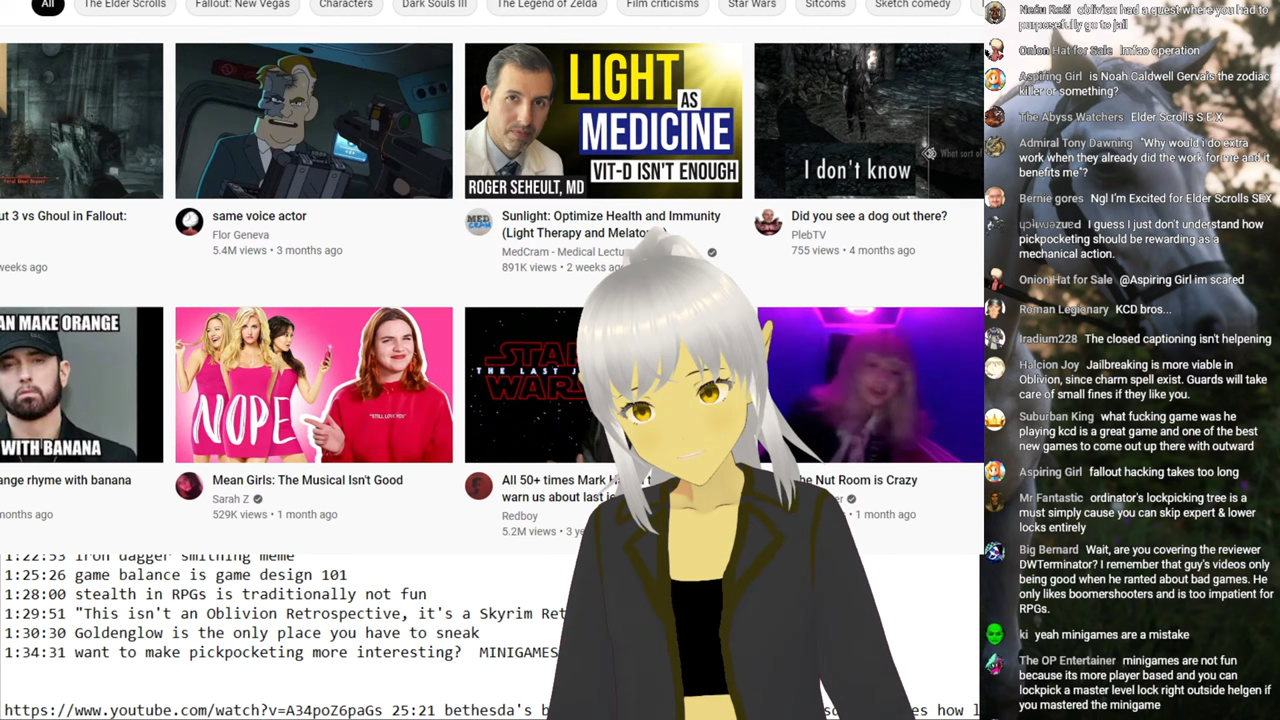 All
The Elder Scrolls
Fallout: New Vegas
Characters
Dark Souls III
The Legend of Zelda
Film criticisms
Star Wars
Sitcoms
Sketch comedy
LIGHT
AS
MEDICINE
VIT-D ISN'T ENOUGH
ROGER SEHEULT, MD
I don't know
What sort of
ut 3 vs Ghoul in Fallout:
weeks ago
same voice actor
Flor Geneva
5.4M views • 3 months ago
MED
CRAM
Sunlight: Optimize Health and Immunity
(Light Therapy and Melato
MedCram - Medical Lectu
891K views • 2 weeks ag
Did you see a dog out there?
PlebTV
755 views • 4 months ago
AN MAKE ORANGE
WITH BANANA
NOPE
"STILL LOVE YOU"
STA
THE LAST J
WARS
ange rhyme with banana
months ago
Mean Girls: The Musical Isn't Good
Sarah Z
529K views • 1 month ago
All 50+ times Mark H
warn us about last
Redboy
5.2M views • 3 ye
he Nut Room is Crazy
1 month ago
1:22:53 iron dagger smithing meme
1:25:26 game balance is game design 101
1:28:00 stealth in RPGs is traditionally not fun
1:29:51 "This isn't an Oblivion Retrospective, it's a Skyrim Ret
1:30:30 Goldenglow is the only place you have to sneak
1:34:31 want to make pickpocketing more interesting? MINIGAMES
https://www.youtube.com/watch?v=A34poZ6paGs 25:21 bethesda's b
es how l
oblivion had a quest where you had to
purposefully go to jail
Onion Hat for Sale lmfao operation
Aspiring Girl is Noah Caldwell Gervais the zodiac
killer or something?
The Abyss Watchers Elder Scrolls S E X
Admiral Tony Dawning "Why would i do extra
work when they already did the work for me and it
benefits me"?
Bernie gores Ngl I'm Excited for Elder Scrolls SEX
I guess I just don't understand how
pickpocketing should be rewarding as a
mechanical action.
Onion Hat for Sale @Aspiring Girl im scared
Roman Legionary KCD bros...
Iradium228 The closed captioning isn't helpening
Halcion Joy Jailbreaking is more viable in
Oblivion, since charm spell exist. Guards will take
care of small fines if they like you.
Suburban King what fucking game was he
playing kcd is a great game and one of the best
new games to come out up there with outward
Aspiring Girl fallout hacking takes too long
Mr Fantastic ordinator's lockpicking tree is a
must simply cause you can skip expert & lower
locks entirely
Big Bernard Wait, are you covering the reviewer
DWTerminator? I remember that guy's videos only
being good when he ranted about bad games. He
only likes boomershooters and is too impatient for
RPGs.
ki yeah minigames are a mistake
The OP Entertainer minigames are not fun
because its more player based and you can
lockpick a master level lock right outside helgen if
you mastered the minigame